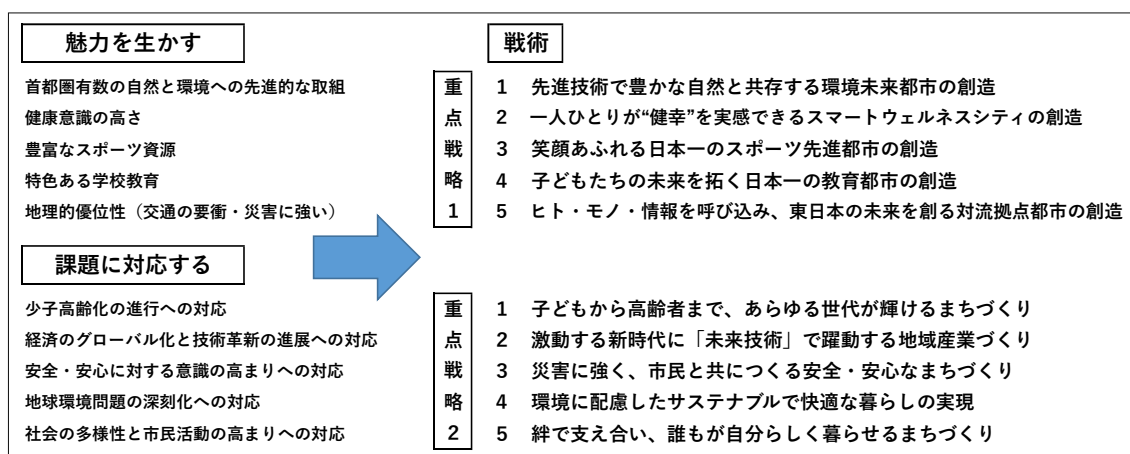 魅力を生かす
首都圏有数の自然と環境への先進的な取組
健康意識の高さ
豊富なスポーツ資源
特色ある学校教育
地理的優位性（交通の要衝・災害に強い）
課題に対応する
少子高齢化の進行への対応
経済のグローバル化と技術革新の進展への対応
安全・安心に対する意識の高まりへの対応
地球環境問題の深刻化への対応
社会の多様性と市民活動の高まりへの対応
戦術
重点戦略1
1 先進技術で豊かな自然と共存する環境未来都市の創造
2 一人ひとりが“健幸”を実感できるスマートウェルネスシティの創造
3 笑顔あふれる日本一のスポーツ先進都市の創造
4 子どもたちの未来を拓く日本一の教育都市の創造
5 ヒト・モノ・情報を呼び込み、東日本の未来を創る対流拠点都市の創造
重点戦略2
1 子どもから高齢者まで、あらゆる世代が輝けるまちづくり
2 激動する新時代に「未来技術」で躍動する地域産業づくり
3 災害に強く、市民と共につくる安全・安心なまちづくり
4 環境に配慮したサステナブルで快適な暮らしの実現
5 絆で支え合い、誰もが自分らしく暮らせるまちづくり